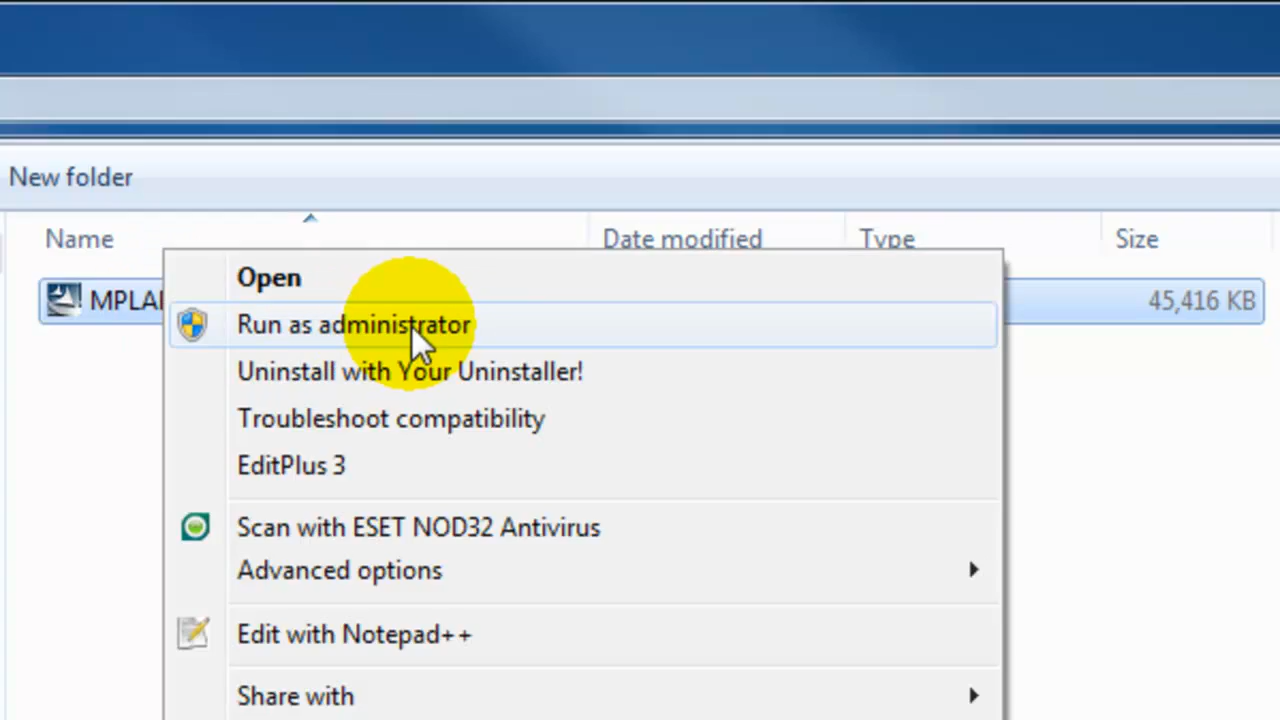 New folder
Name Date modified Type Size
MPLA 45,416 KB
Open
Run as administrator
Uninstall with Your Uninstaller!
Troubleshoot compatibility
EditPlus 3
Scan with ESET NOD32 Antivirus
Advanced options
Edit with Notepad++
Share with